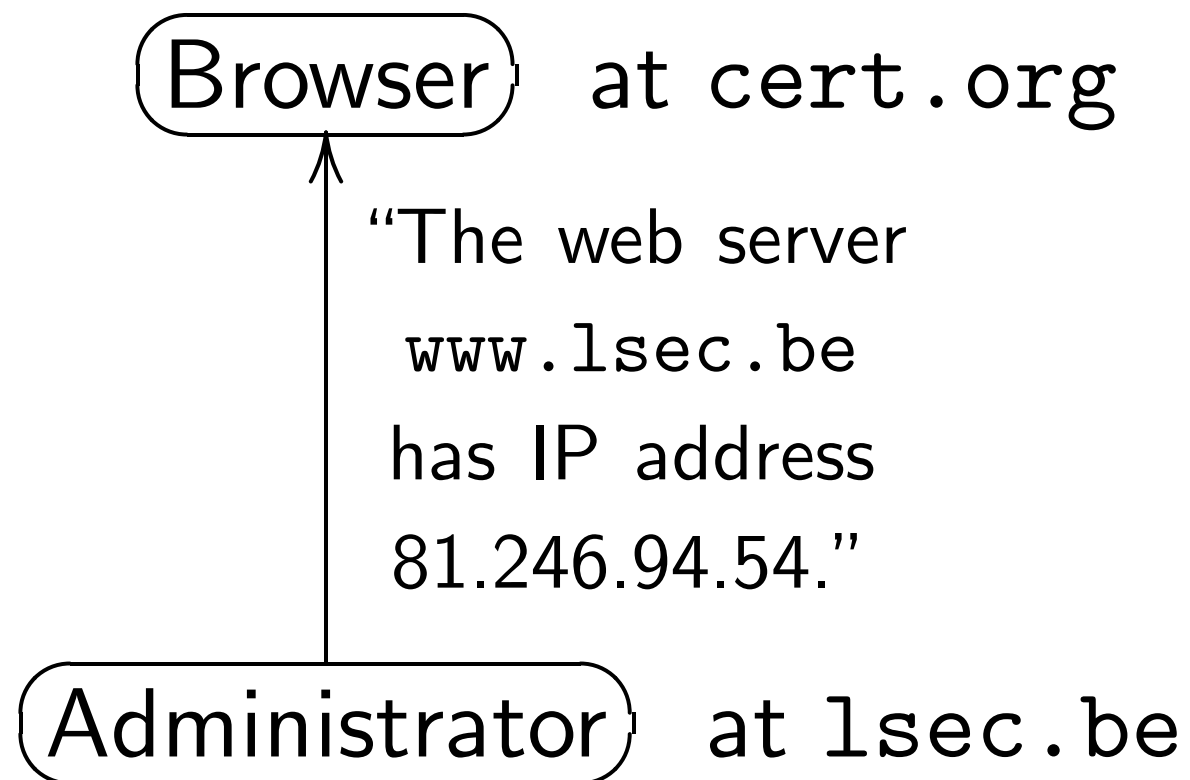 Browser at cert.org
“The web server
www.lsec.be
has IP address
81.246.94.54.”
Administrator at lsec.be